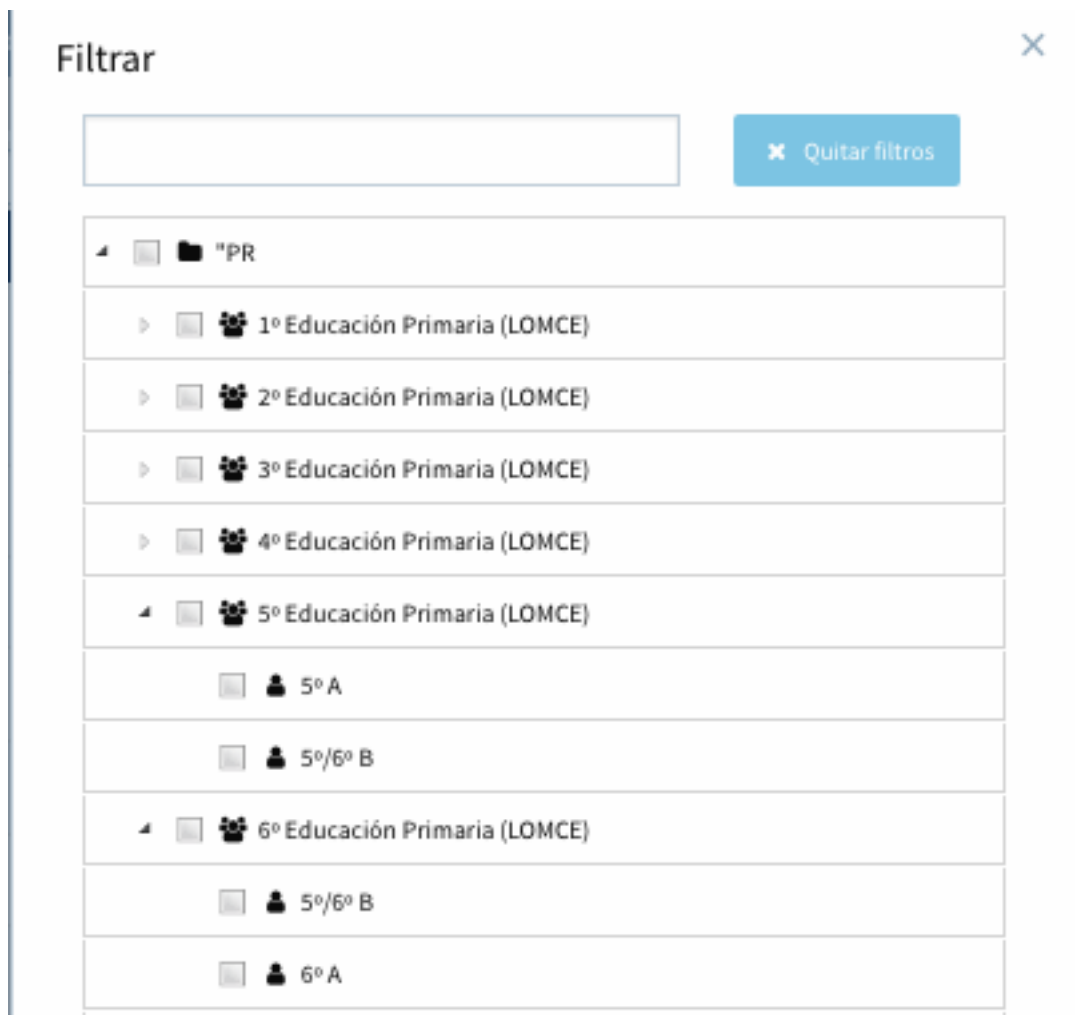 Filtrar
Quitar filtros
"PR
1º Educación Primaria (LOMCE)
2º Educación Primaria (LOMCE)
3º Educación Primaria (LOMCE)
4º Educación Primaria (LOMCE)
5º Educación Primaria (LOMCE)
5º A
5º/6º B
6º Educación Primaria (LOMCE)
5º/6º B
6º A